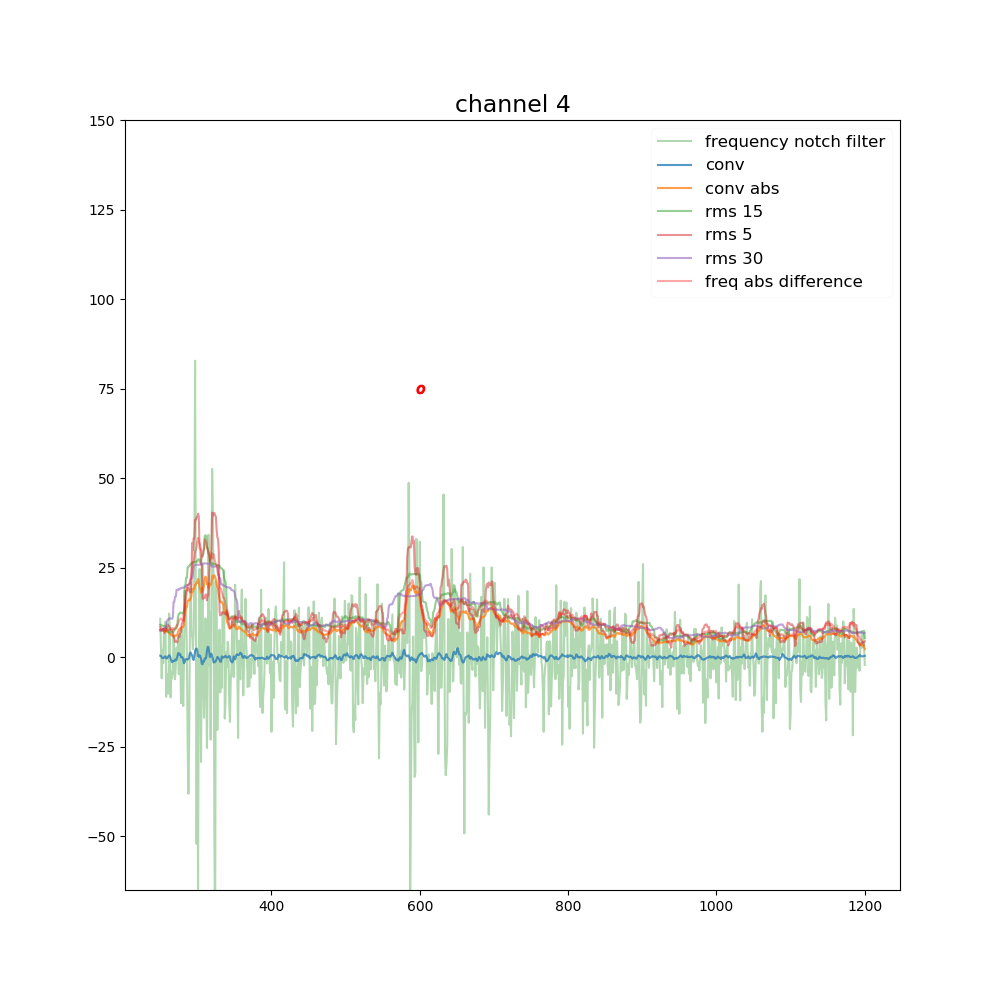 channel 4
150
125
100
75
50
25
0
−25
−50
400
600
800
1000
1200
frequency notch filter
conv
conv abs
rms 15
rms 5
rms 30
freq abs difference
o